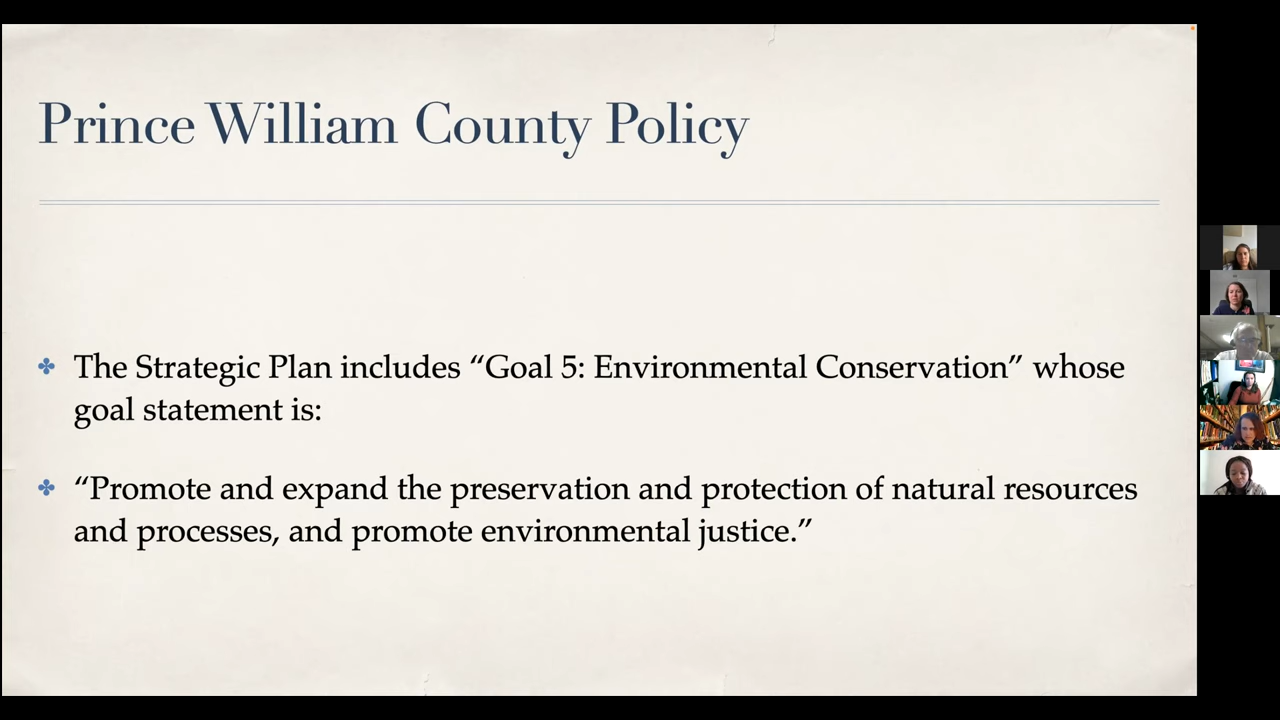 Prince William County Policy
The Strategic Plan includes “Goal 5: Environmental Conservation” whose
goal statement is:
“Promote and expand the preservation and protection of natural resources
and processes, and promote environmental justice.”